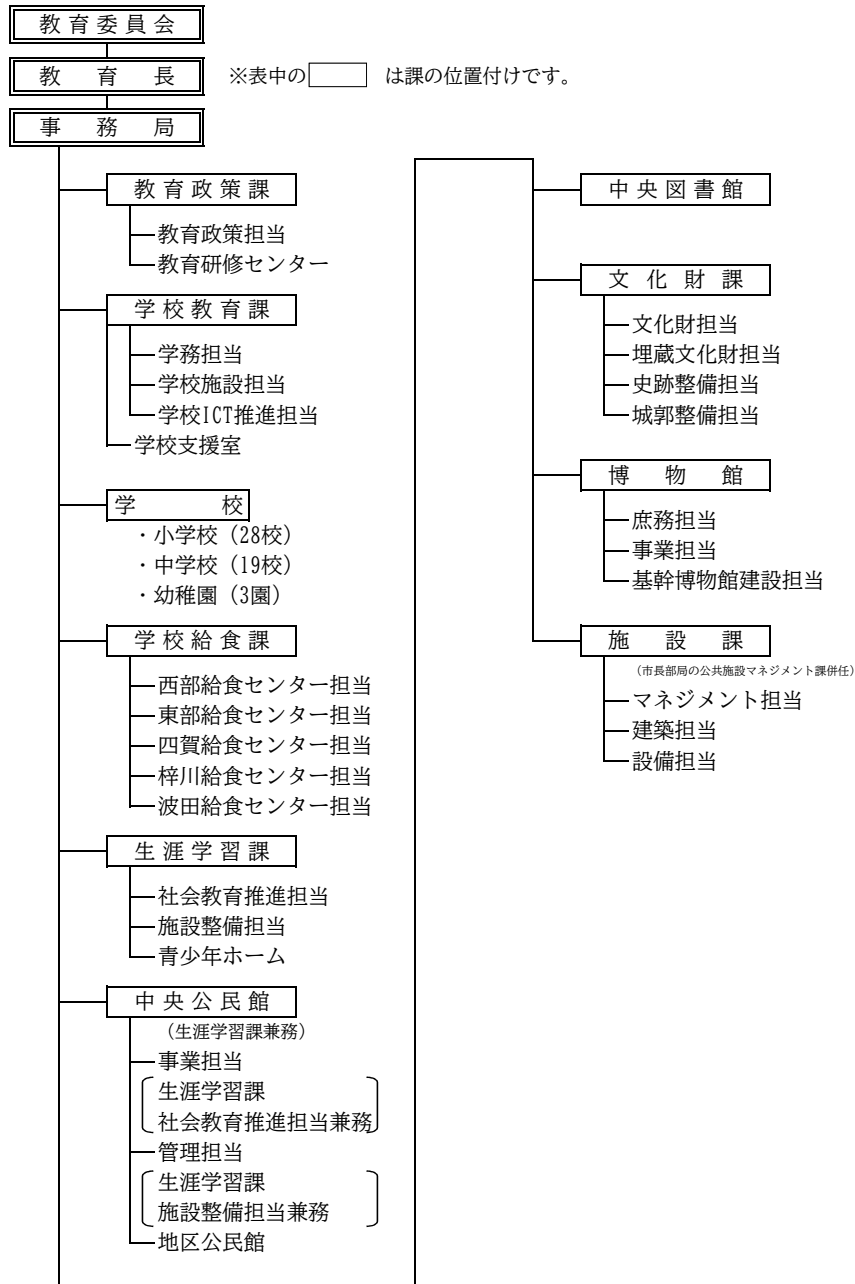 教育委員会
教育長
※表中の　　は課の位置付けです。
事務局
教育政策課
教育政策担当
教育研修センター
学校教育課
学務担当
学校施設担当
学校ICT推進担当
学校支援室
学校
・小学校（28校）
・中学校（19校）
・幼稚園（3園）
学校給食課
西部給食センター担当
東部給食センター担当
四賀給食センター担当
梓川給食センター担当
波田給食センター担当
生涯学習課
社会教育推進担当
施設整備担当
青少年ホーム
中央公民館
（生涯学習課兼務）
事業担当
生涯学習課
社会教育推進担当兼務
管理担当
生涯学習課
施設整備担当兼務
地区公民館
中央図書館
文化財課
文化財担当
埋蔵文化財担当
史跡整備担当
城郭整備担当
博物館
庶務担当
事業担当
基幹博物館建設担当
施設課
（市長部局の公共施設マネジメント課併任）
マネジメント担当
建築担当
設備担当